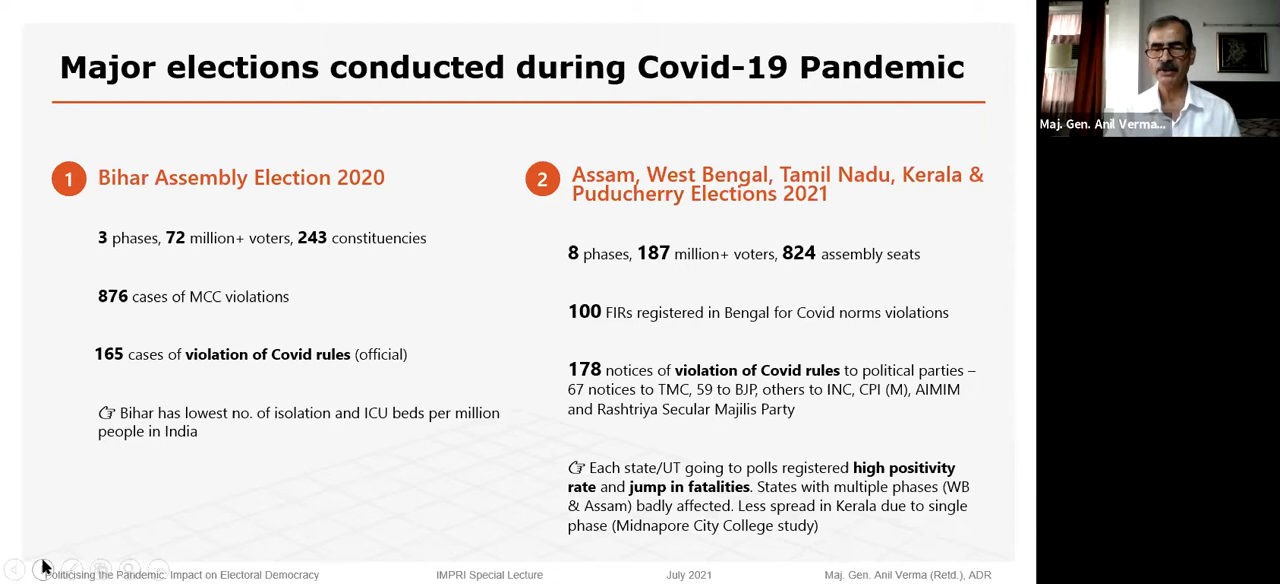 Major elections conducted during Covid-19 Pandemic
1 Bihar Assembly Election 2020
3 phases, 72 million+ voters, 243 constituencies
876 cases of MCC violations
165 cases of violation of Covid rules (official)
☞ Bihar has lowest no. of isolation and ICU beds per million
people in India
2 Assam, West Bengal, Tamil Nadu, Kerala &
Puducherry Elections 2021
8 phases, 187 million+ voters, 824 assembly seats
100 FIRs registered in Bengal for Covid norms violations
178 notices of violation of Covid rules to political parties –
67 notices to TMC, 59 to BJP, others to INC, CPI (M), AIMIM
and Rashtriya Secular Majilis Party
☞ Each state/UT going to polls registered high positivity
rate and jump in fatalities. States with multiple phases (WB
& Assam) badly affected. Less spread in Kerala due to single
phase (Midnapore City College study)
Politicising the Pandemic: Impact on Electoral Democracy
IMPRI Special Lecture
July 2021
Maj. Gen. Anil Verma (Retd.), ADR
Maj. Gen. Anil Verma...